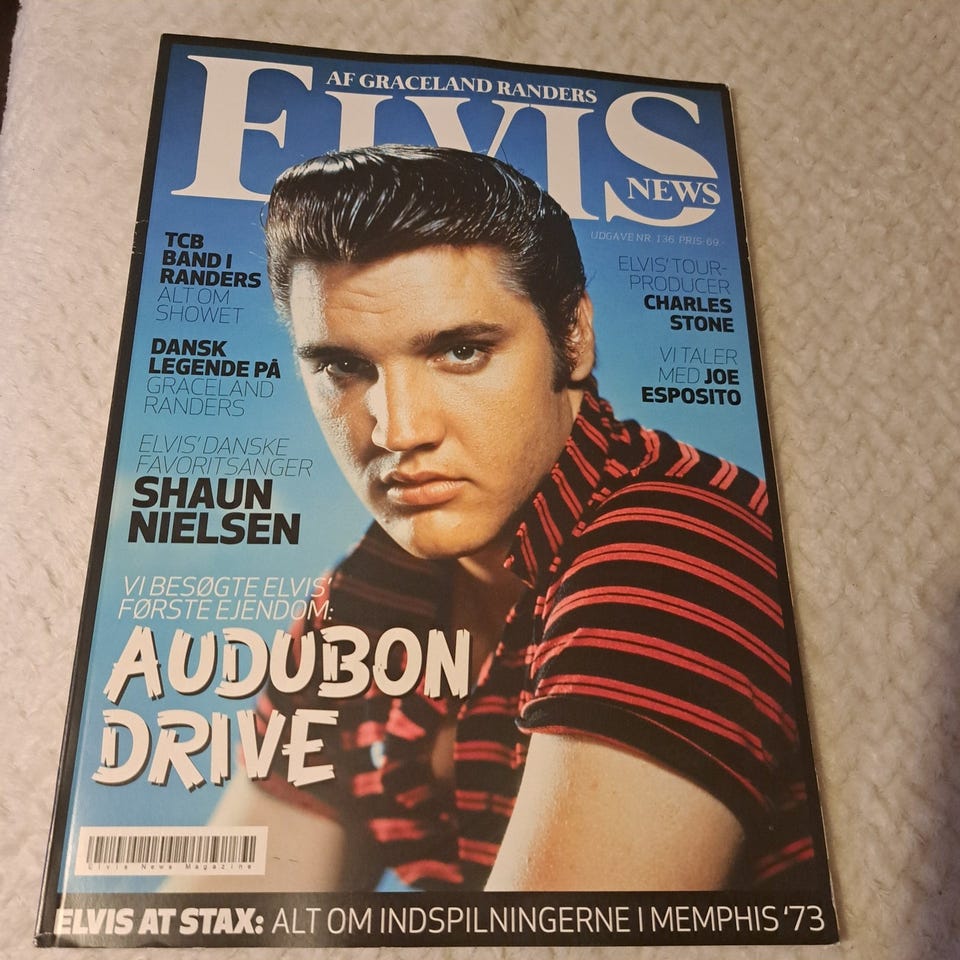 AF GRACELAND RANDERS
ELVIS
NEWS
UDGAVE NR. 136 PRIS 69.-
TCB
BAND I
RANDERS
ALT OM
SHOWET
DANSK
LEGENDE PÅ
GRACELAND
RANDERS
ELVIS' DANSKE
FAVORITSANGER
SHAUN
NIELSEN
VI BESØGTE ELVIS'
FØRSTE EJENDOM:
AUDUBON
DRIVE
ELVIS' TOUR-
PRODUCER
CHARLES
STONE
VI TALER
MED JOE
ESPOSITO
Elvis News Magazine
ELVIS AT STAX: ALT OM INDSPILNINGERNE I MEMPHIS '73